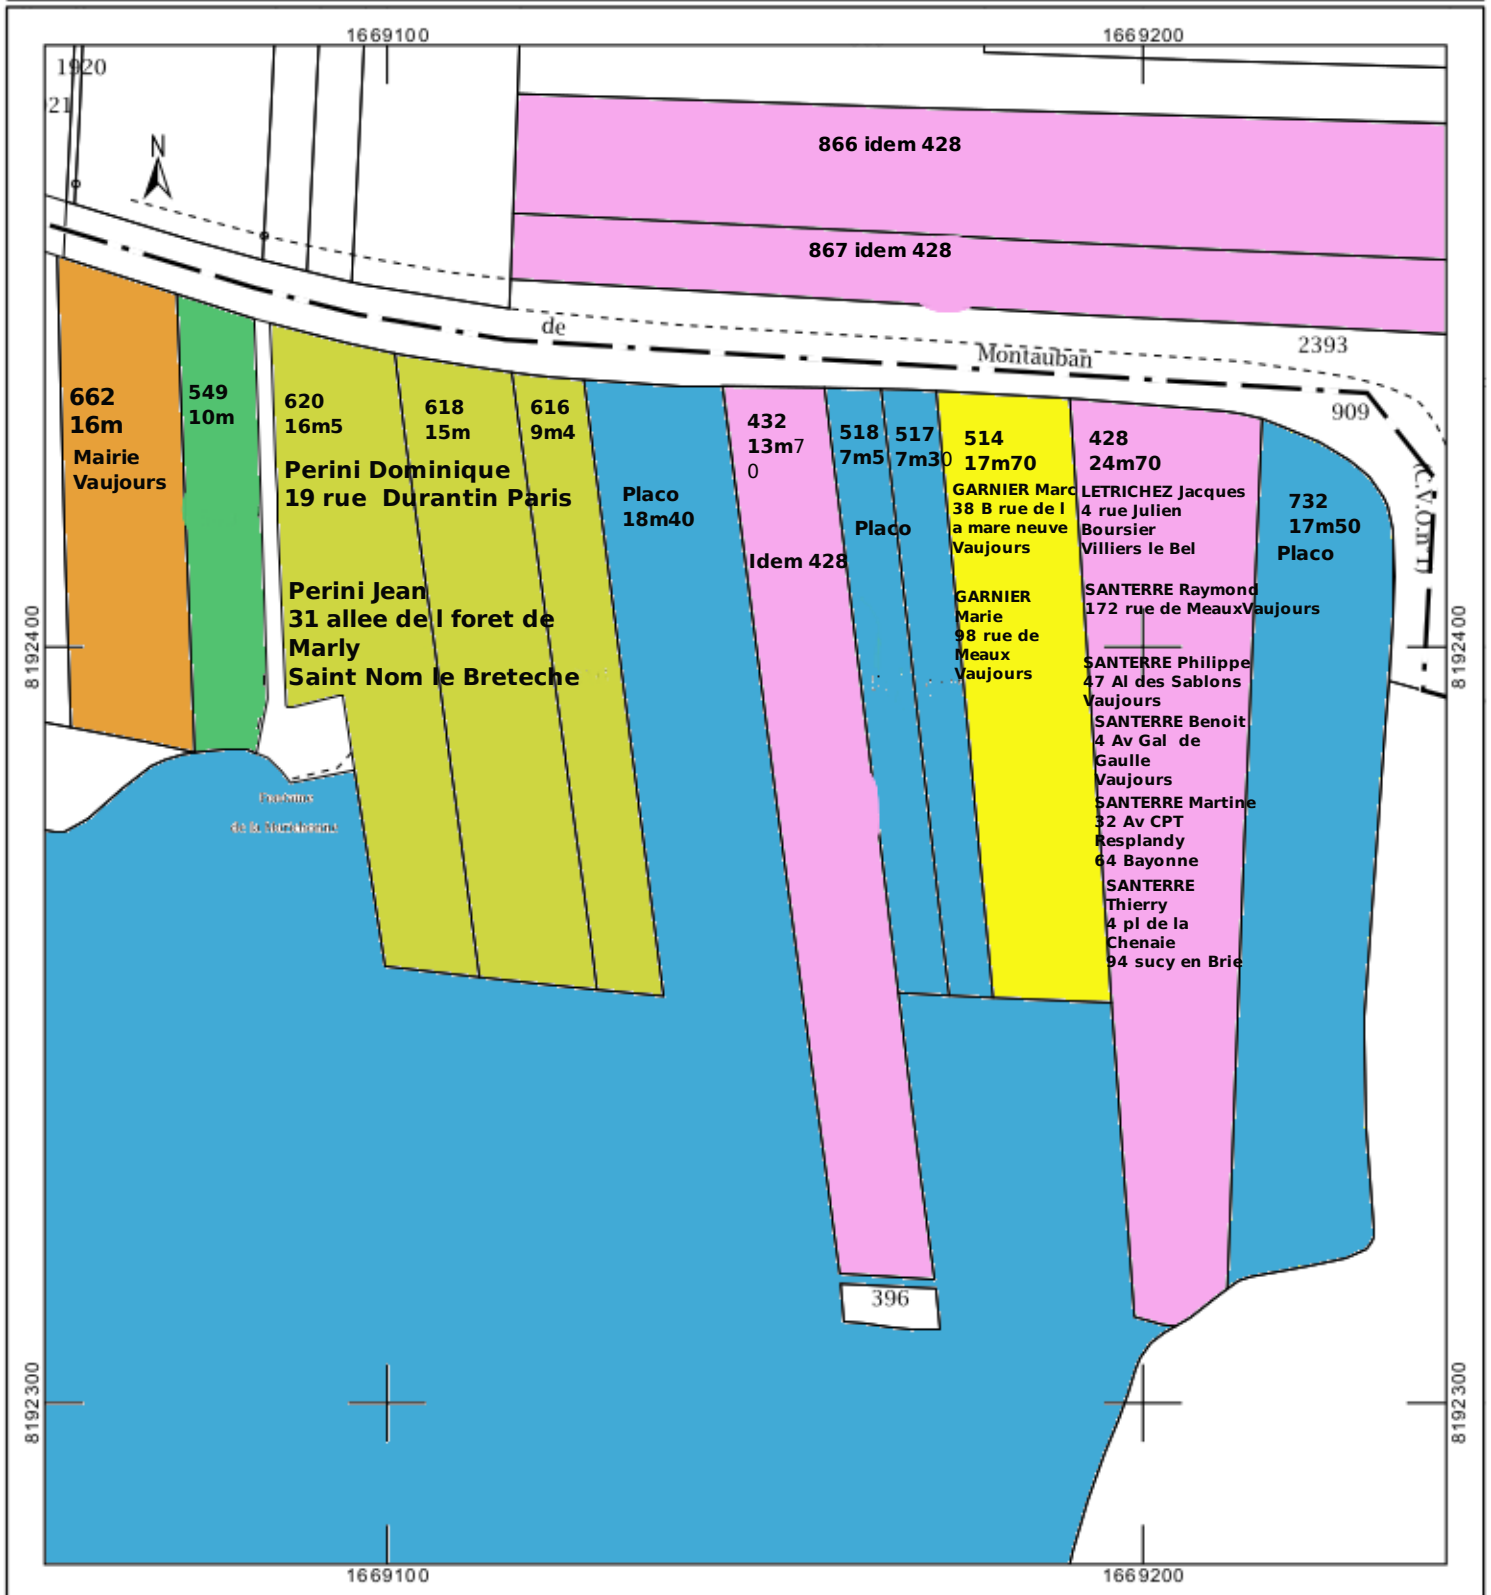 1669100
1669200
1920
21
N
866 idem 428
867 idem 428
de
Montauban
2393
909
662
16m
Mairie
Vaujours
549
10m
620
16m5
618
15m
616
9m4
Perini Dominique
19 rue Durantin Paris
Perini Jean
31 allee de l foret de
Marly
Saint Nom le Breteche
Placo
18m40
432
13m7
0
Idem 428
518
7m5
517
7m30
Placo
514
17m70
GARNIER Marc
38 B rue de l
a mare neuve
Vaujours
GARNIER
Marie
98 rue de
Meaux
Vaujours
428
24m70
LETRICHEZ Jacques
4 rue Julien
Boursier
Villiers le Bel
SANTERRE Raymond
172 rue de MeauxVaujours
SANTERRE Philippe
47 Al des Sablons
Vaujours
SANTERRE Benoit
4 Av Gal de
Gaulle
Vaujours
SANTERRE Martine
32 Av CPT
Resplandy
64 Bayonne
SANTERRE
Thierry
4 pl de la
Chenaie
94 sucy en Brie
732
17m50
Placo
8192400
8192400
de la
396
8192300
8192300
1669100
1669200